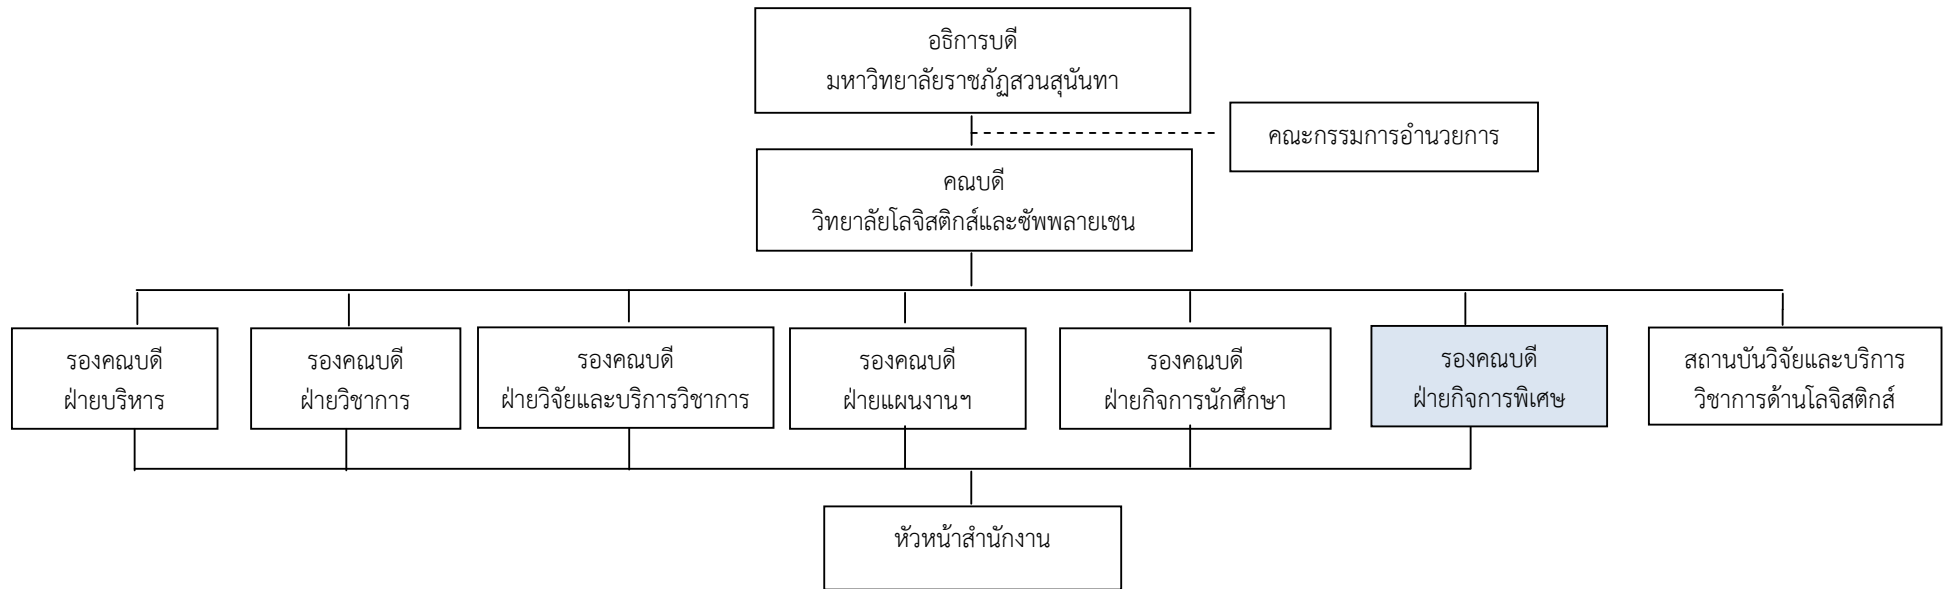 อธิการบดี
มหาวิทยาลัยราชภัฏสวนสุนันทา
คณะกรรมการอำนวยการ
คณบดี
วิทยาลัยโลจิสติกส์และซัพพลายเชน
รองคณบดี
ฝ่ายบริหาร
รองคณบดี
ฝ่ายวิชาการ
รองคณบดี
ฝ่ายวิจัยและบริการวิชาการ
รองคณบดี
ฝ่ายแผนงานฯ
รองคณบดี
ฝ่ายกิจการนักศึกษา
รองคณบดี
ฝ่ายกิจการพิเศษ
สถานบันวิจัยและบริการ
วิชาการด้านโลจิสติกส์
หัวหน้าสำนักงาน